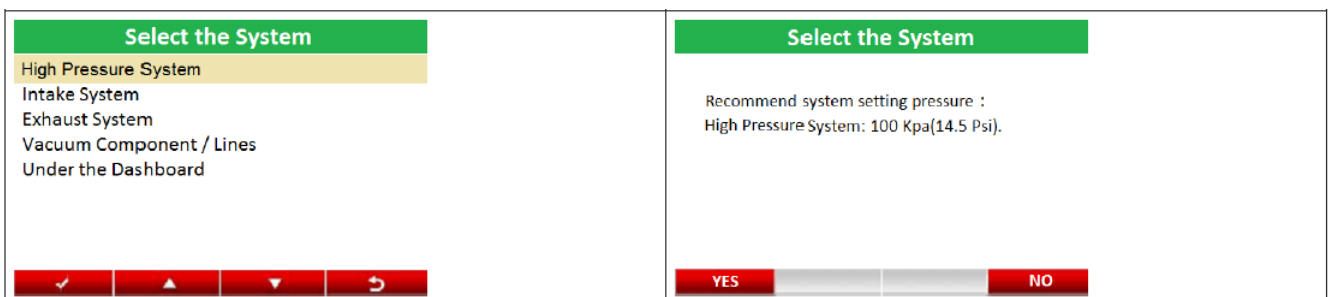 Select the System
High Pressure System
Intake System
Exhaust System
Vacuum Component / Lines
Under the Dashboard
Select the System
Recommend system setting pressure :
High Pressure System: 100 Kpa(14.5 Psi).
YES
NO